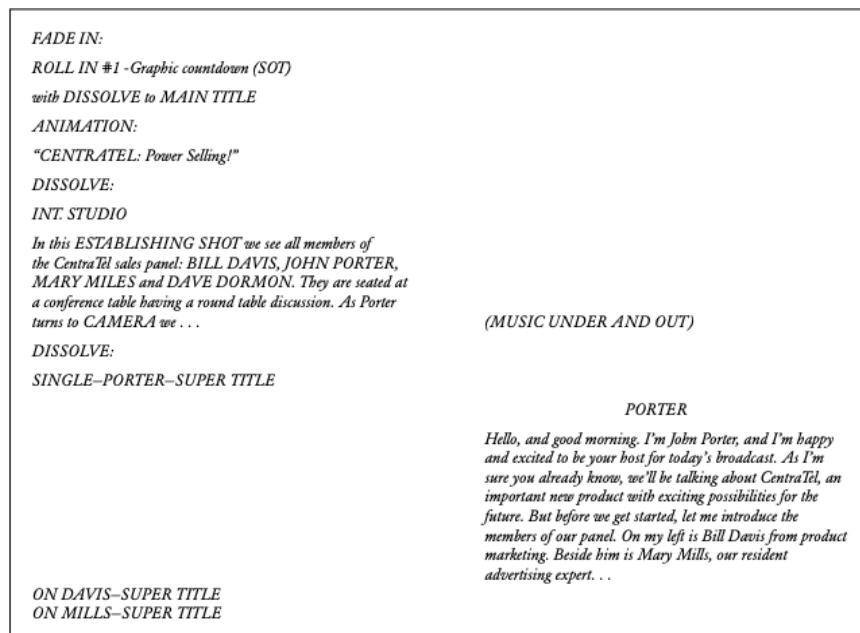 FADE IN:
ROLL IN #1 -Graphic countdown (SOT)
with DISSOLVE to MAIN TITLE
ANIMATION:
“CENTRATEL: Power Selling!”
DISSOLVE:
INT. STUDIO
In this ESTABLISHING SHOT we see all members of
the CentraTel sales panel: BILL DAVIS, JOHN PORTER,
MARY MILES and DAVE DORMON. They are seated at
a conference table having a round table discussion. As Porter
turns to CAMERA we . . .
(MUSIC UNDER AND OUT)
DISSOLVE:
SINGLE–PORTER–SUPER TITLE
PORTER
Hello, and good morning. I’m John Porter, and I’m happy
and excited to be your host for today’s broadcast. As I’m
sure you already know, we’ll be talking about CentraTel, an
important new product with exciting possibilities for the
future. But before we get started, let me introduce the
members of our panel. On my left is Bill Davis from product
marketing. Beside him is Mary Mills, our resident
advertising expert. . .
ON DAVIS–SUPER TITLE
ON MILLS–SUPER TITLE